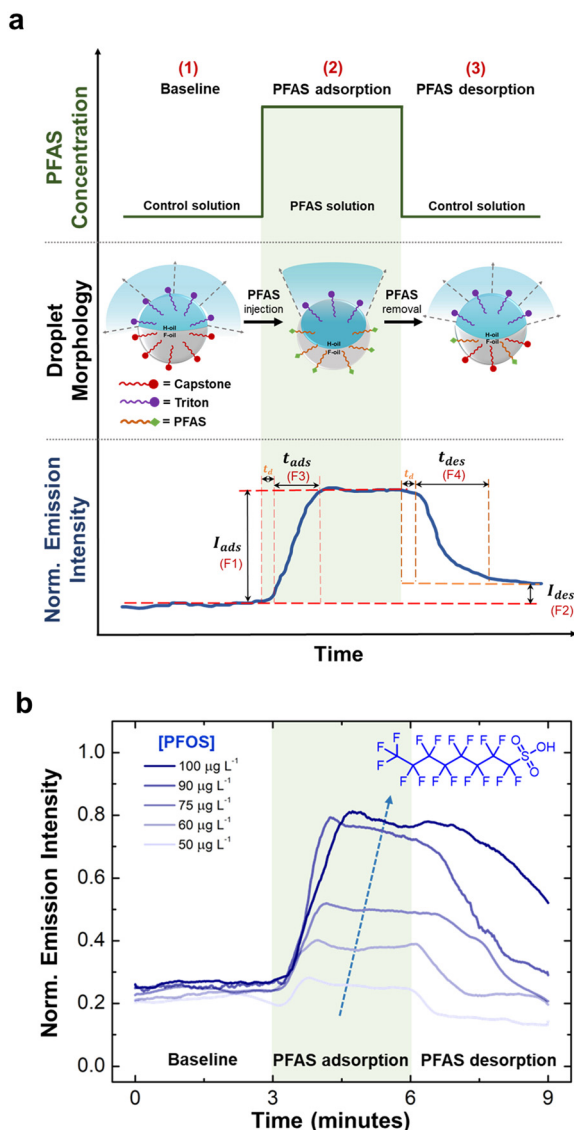 a
(1)
(2)
(3)
Baseline
PFAS adsorption
PFAS desorption
PFAS
Concentration
Control solution
PFAS solution
Control solution
Droplet
Morphology
H-oil
F-oil
PFAS
injection
H-oil
F-oil
PFAS
removal
H-oil
F-oil
= Capstone
= Triton
= PFAS
Norm. Emission
Intensity
t_d
t_ads
(F3)
t_d
t_des
(F4)
I_ads
(F1)
I_des
(F2)
Time
b
[PFOS]
100 µg L⁻¹
90 µg L⁻¹
75 µg L⁻¹
60 µg L⁻¹
50 µg L⁻¹
F F F F F F F F
F S O OH
F O
F F F F F F F F
Norm. Emission Intensity
1.0
0.8
0.6
0.4
0.2
0.0
Baseline
PFAS adsorption
PFAS desorption
0
3
6
9
Time (minutes)